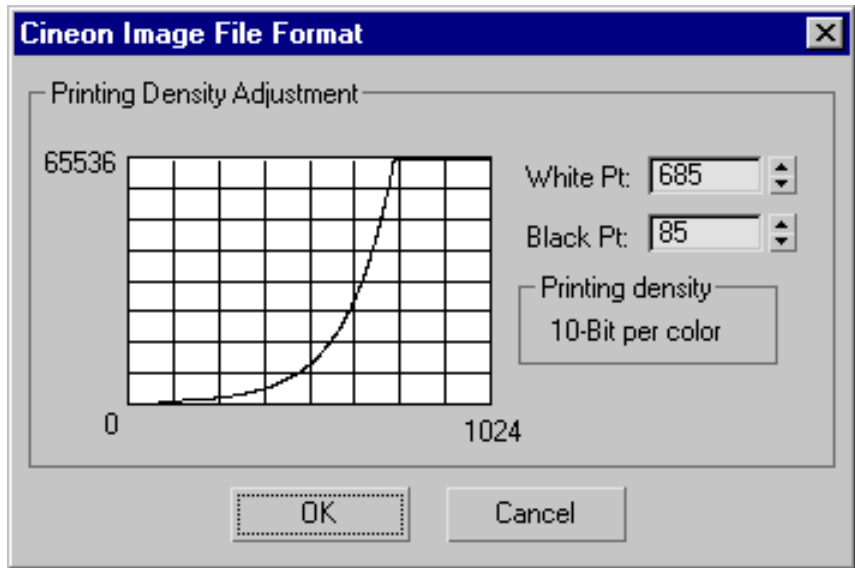 Cineon Image File Format
Printing Density Adjustment
65536
White Pt: 685
Black Pt: 85
Printing density
10-Bit per color
0
1024
OK
Cancel